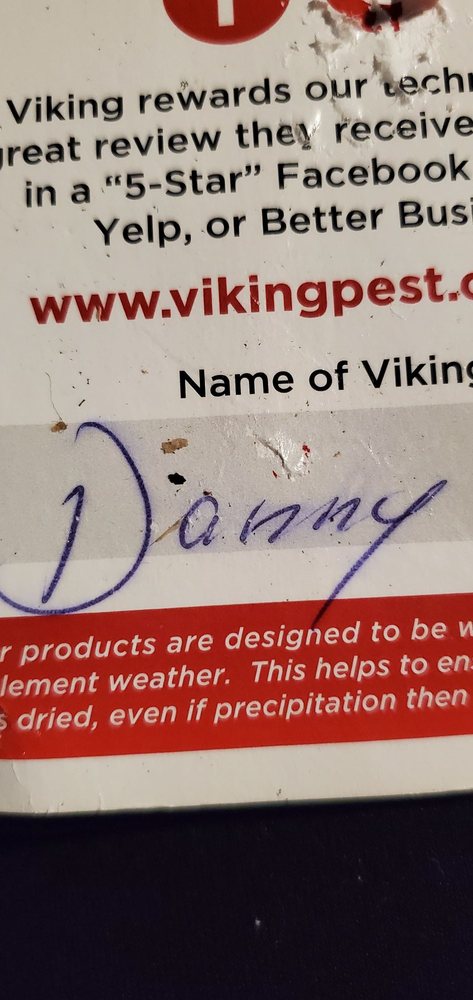 Viking rewards our techn
great review they receive
in a “5-Star” Facebook
Yelp, or Better Busi
www.vikingpest.c
Name of Viking
Danny
r products are designed to be w
lement weather. This helps to en
s dried, even if precipitation then